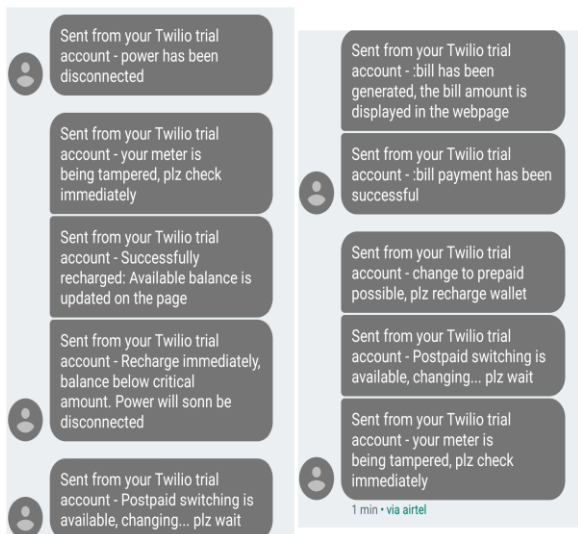 Sent from your Twilio trial
account - power has been
disconnected
Sent from your Twilio trial
account - your meter is
being tampered, plz check
immediately
Sent from your Twilio trial
account - Successfully
recharged: Available balance is
updated on the page
Sent from your Twilio trial
account - Recharge immediately,
balance below critical
amount. Power will sonn be
disconnected
Sent from your Twilio trial
account - Postpaid switching is
available, changing... plz wait
Sent from your Twilio trial
account - :bill has been
generated, the bill amount is
displayed in the webpage
Sent from your Twilio trial
account - :bill payment has been
successful
Sent from your Twilio trial
account - change to prepaid
possible, plz recharge wallet
Sent from your Twilio trial
account - Postpaid switching is
available, changing... plz wait
Sent from your Twilio trial
account - your meter is
being tampered, plz check
immediately
1 min • via airtel